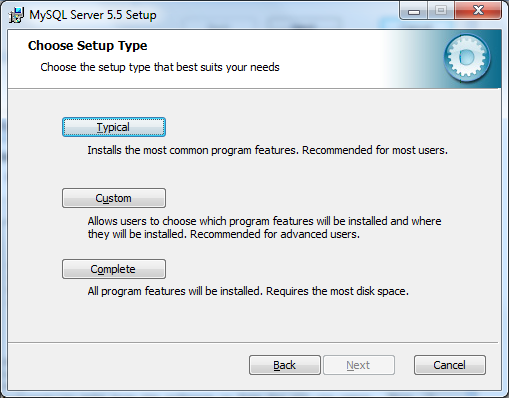 MySQL Server 5.5 Setup
Choose Setup Type
Choose the setup type that best suits your needs
Typical
Installs the most common program features. Recommended for most users.
Custom
Allows users to choose which program features will be installed and where
they will be installed. Recommended for advanced users.
Complete
All program features will be installed. Requires the most disk space.
Back Next Cancel